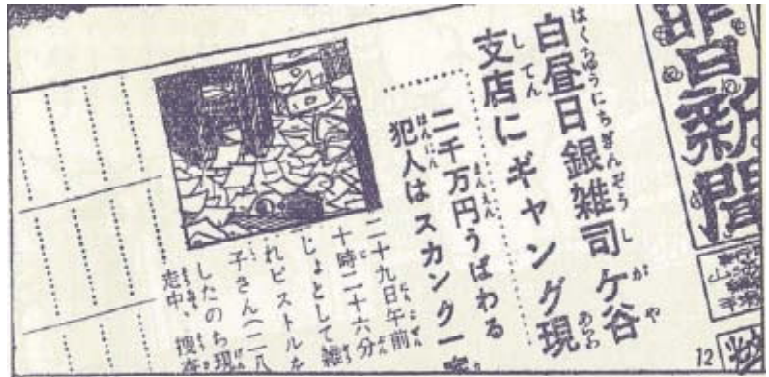 昨日新聞
白昼日銀雑司ケ谷
支店にギャング現
二千万円うばわる
犯人はスカンク一
二十九日午前
十時二十六分
じょとして雑
れピストルを
子さん(二八
したのち現
走中、捜査
12